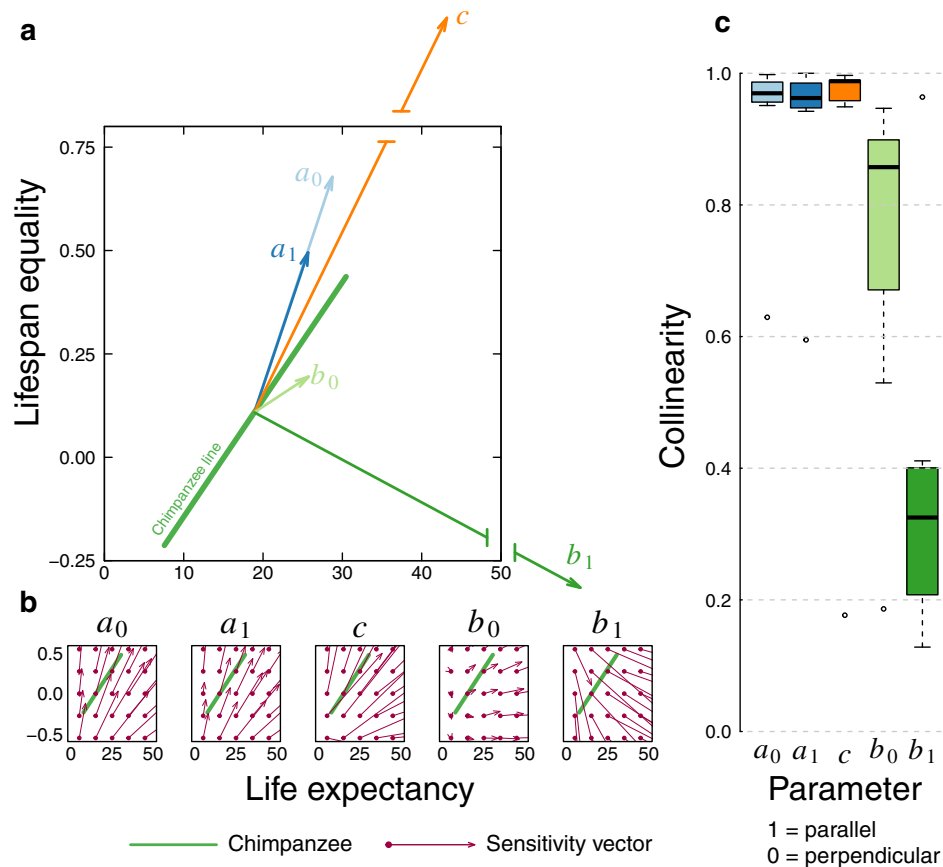 a
Lifespan equality
0.75
0.50
0.25
0.00
−0.25
0 10 20 30 40 50
c
a0
a1
b0
b1
Chimpanzee line
b
a0 a1 c b0 b1
0.5
0.0
−0.5
0 25 50 0 25 50 0 25 50 0 25 50 0 25 50
Life expectancy
Chimpanzee Sensitivity vector
c
Collinearity
1.0
0.8
0.6
0.4
0.2
0.0
a0 a1 c b0 b1
Parameter
1 = parallel
0 = perpendicular